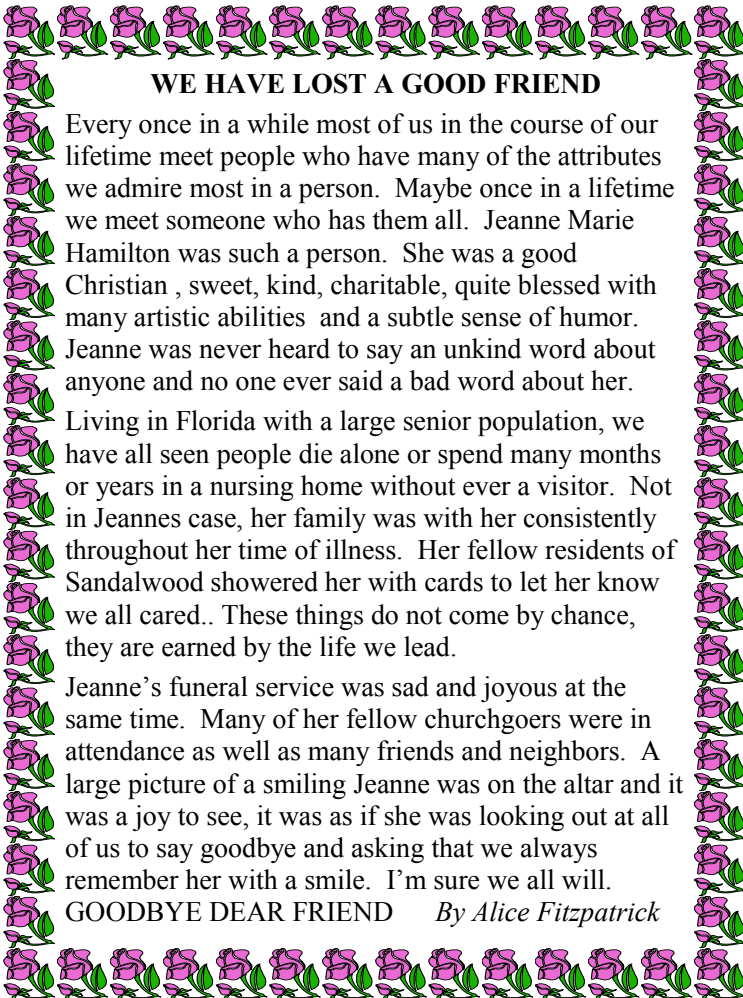 WE HAVE LOST A GOOD FRIEND
Every once in a while most of us in the course of our
lifetime meet people who have many of the attributes
we admire most in a person.  Maybe once in a lifetime
we meet someone who has them all.  Jeanne Marie
Hamilton was such a person.  She was a good
Christian , sweet, kind, charitable, quite blessed with
many artistic abilities  and a subtle sense of humor.
Jeanne was never heard to say an unkind word about
anyone and no one ever said a bad word about her.
Living in Florida with a large senior population, we
have all seen people die alone or spend many months
or years in a nursing home without ever a visitor.  Not
in Jeannes case, her family was with her consistently
throughout her time of illness.  Her fellow residents of
Sandalwood showered her with cards to let her know
we all cared.. These things do not come by chance,
they are earned by the life we lead.
Jeanne’s funeral service was sad and joyous at the
same time.  Many of her fellow churchgoers were in
attendance as well as many friends and neighbors.  A
large picture of a smiling Jeanne was on the altar and it
was a joy to see, it was as if she was looking out at all
of us to say goodbye and asking that we always
remember her with a smile.  I’m sure we all will.
GOODBYE DEAR FRIEND      By Alice Fitzpatrick